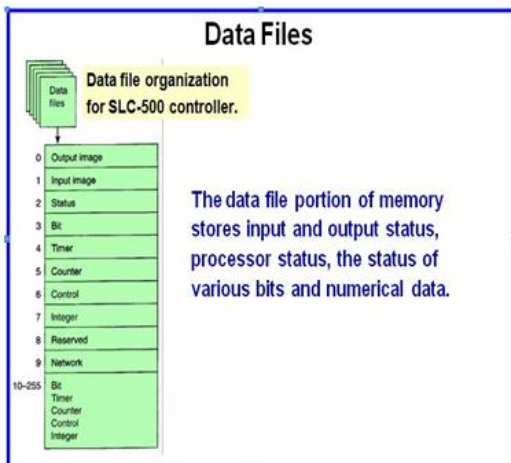 Data Files
Data
files
Data file organization
for SLC-500 controller.
0 Output image
1 Input image
2 Status
3 Bit
4 Timer
5 Counter
6 Control
7 Integer
8 Reserved
9 Network
10–255 Bit
Timer
Counter
Control
Integer
The data file portion of memory
stores input and output status,
processor status, the status of
various bits and numerical data.